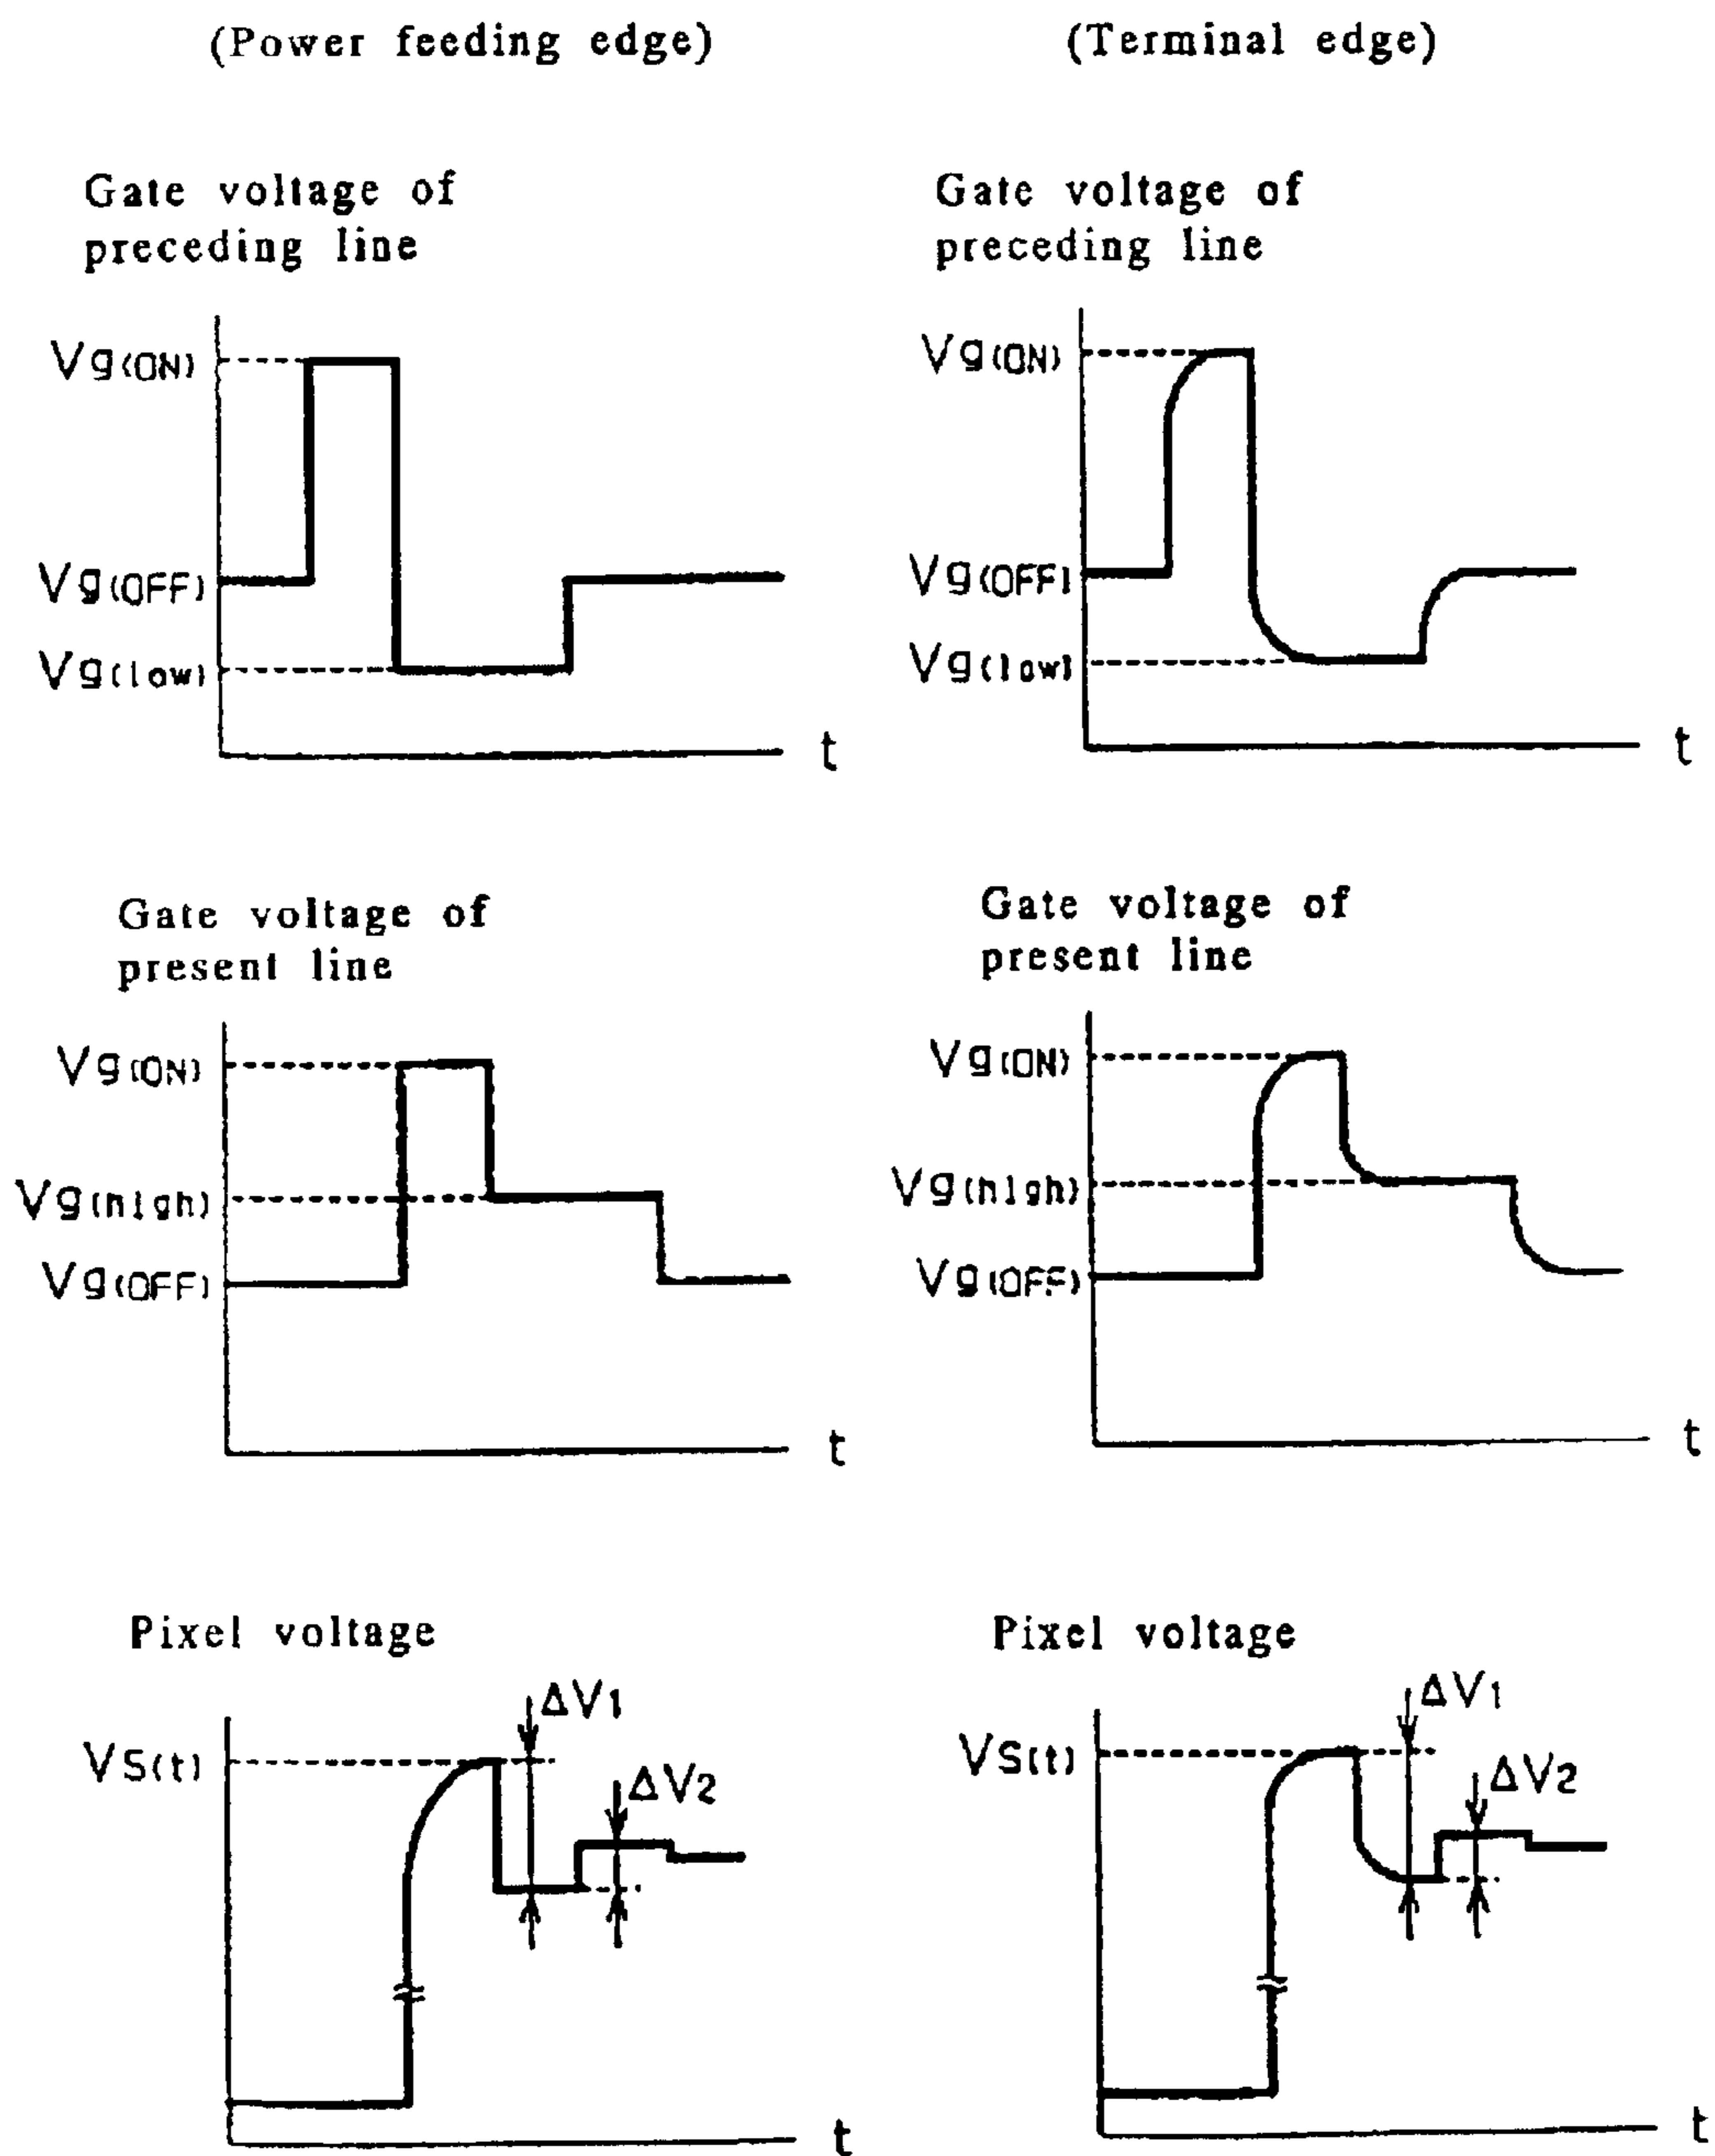 (Power feeding edge)
(Terminal edge)
Gate voltage of
preceding line
Vg(ON)
Vg(OFF)
Vg(low)
t
Gate voltage of
preceding line
Vg(ON)
Vg(OFF)
Vg(low)
t
Gate voltage of
present line
Vg(ON)
Vg(high)
Vg(OFF)
t
Gate voltage of
present line
Vg(ON)
Vg(high)
Vg(OFF)
t
Pixel voltage
ΔV1
VS(t)
ΔV2
t
Pixel voltage
ΔV1
VS(t)
ΔV2
t